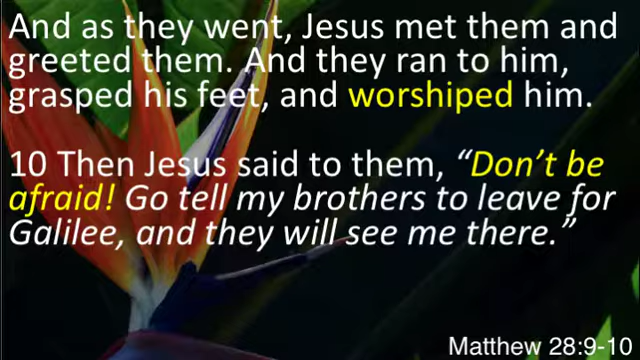 And as they went, Jesus met them and
greeted them. And they ran to him,
grasped his feet, and worshiped him.
10 Then Jesus said to them, “Don’t be
afraid! Go tell my brothers to leave for
Galilee, and they will see me there.”
Matthew 28:9-10